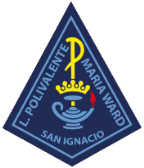 L. POLIVALENTE
MARIA WARD
SAN IGNACIO